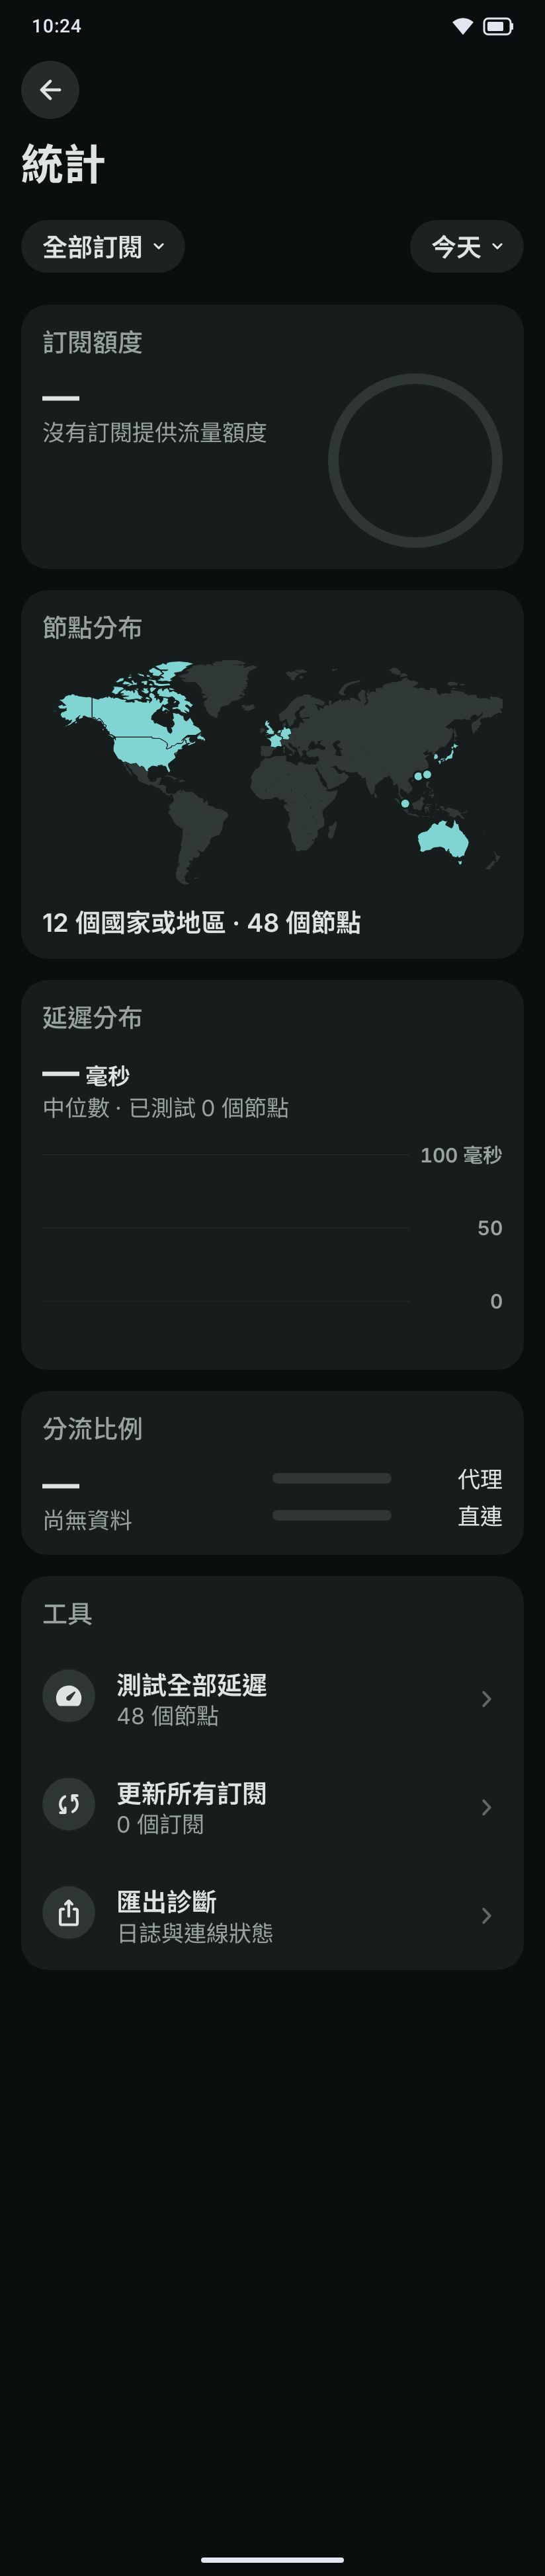 10:24
統計
全部訂閱
今天
訂閱額度
—
沒有訂閱提供流量額度
節點分布
12 個國家或地區 · 48 個節點
延遲分布
— 毫秒
中位數 · 已測試 0 個節點
100 毫秒
50
0
分流比例
—
代理
尚無資料
直連
工具
測試全部延遲
48 個節點
更新所有訂閱
0 個訂閱
匯出診斷
日誌與連線狀態